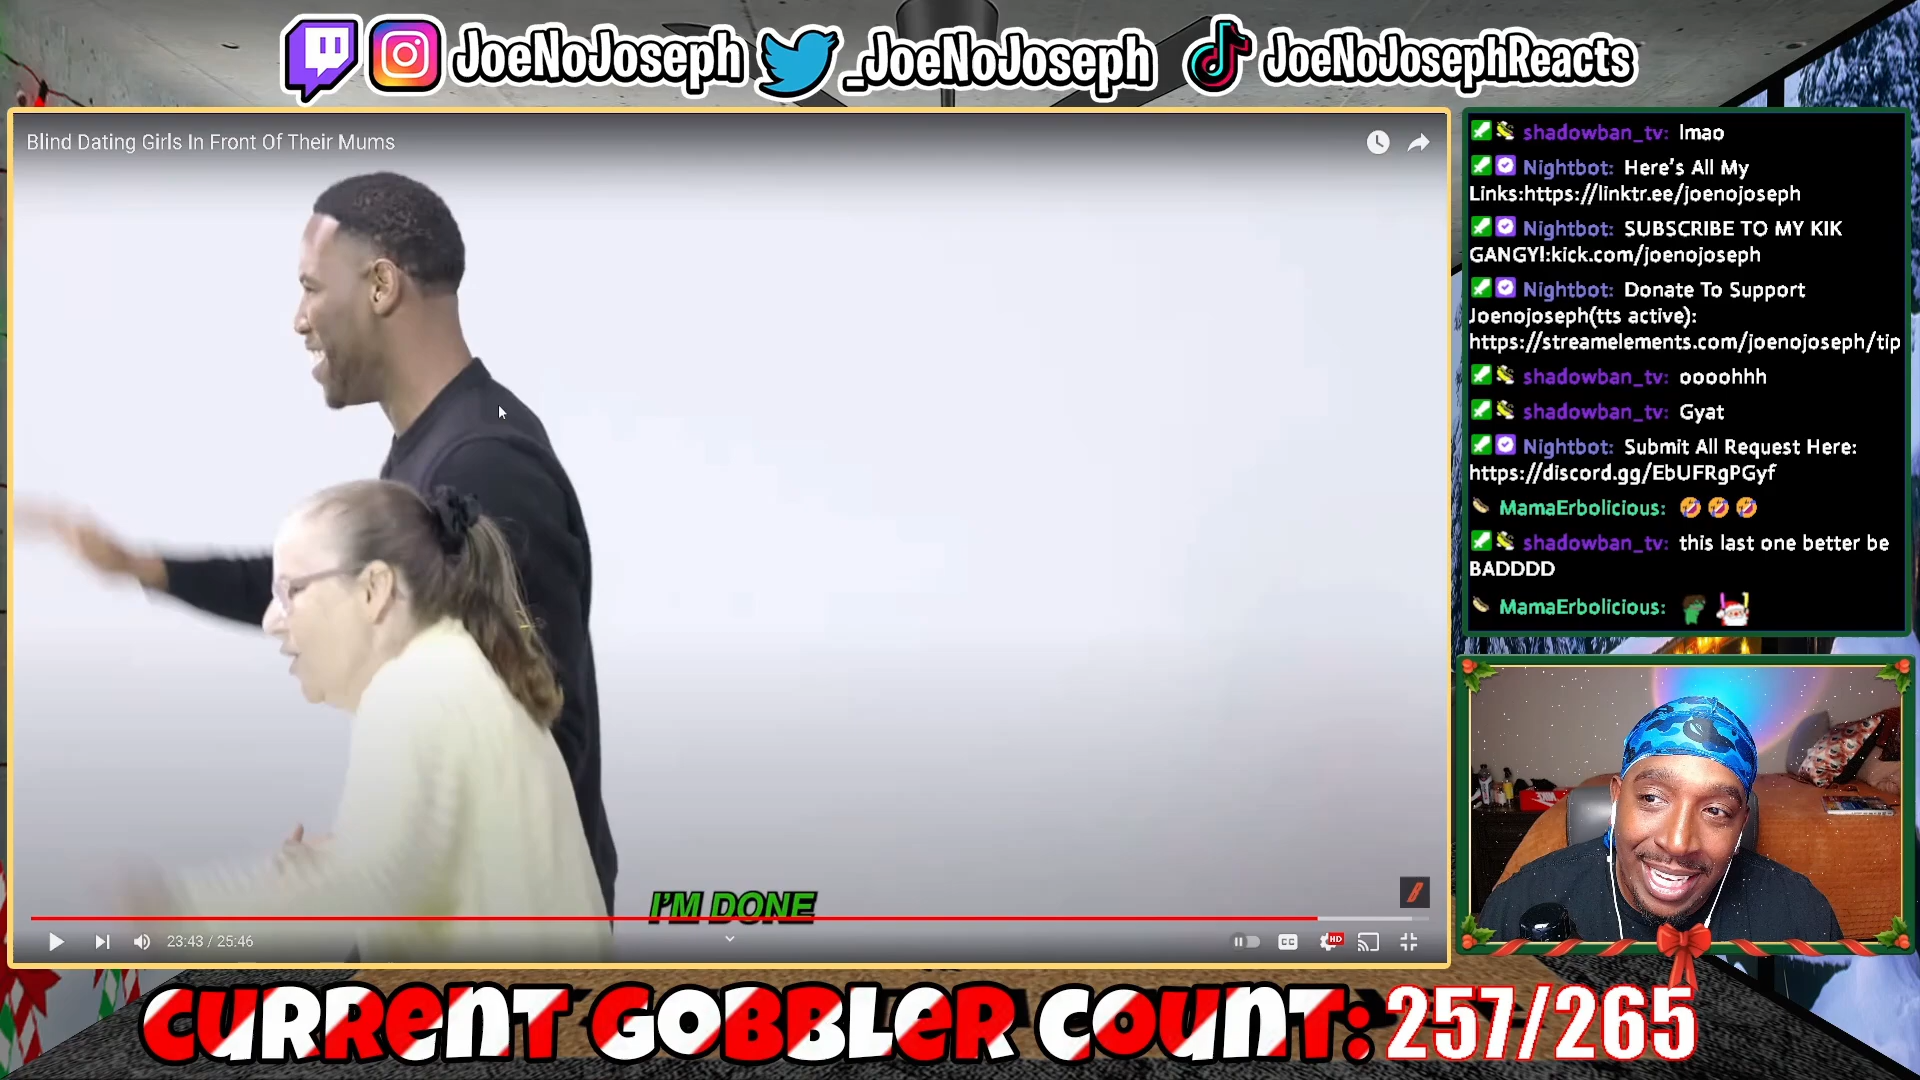 JoeNoJoseph _JoeNoJoseph JoeNoJosephReacts
Blind Dating Girls In Front Of Their Mums
I'M DONE
23:43 / 25:46
CC
HD
shadowban_tv: lmao
Nightbot: Here's All My
Links:https://linktr.ee/joenojoseph
Nightbot: SUBSCRIBE TO MY KIK
GANGY!:kick.com/joenojoseph
Nightbot: Donate To Support
Joenojoseph(tts active):
https://streamelements.com/joenojoseph/tip
shadowban_tv: oooohhh
shadowban_tv: Gyat
Nightbot: Submit All Request Here:
https://discord.gg/EbUFRgPGyf
MamaErbolicious: 🤣🤣🤣
shadowban_tv: this last one better be
BADDDD
MamaErbolicious:
CURRENT GOBBLER COUNT: 257/265